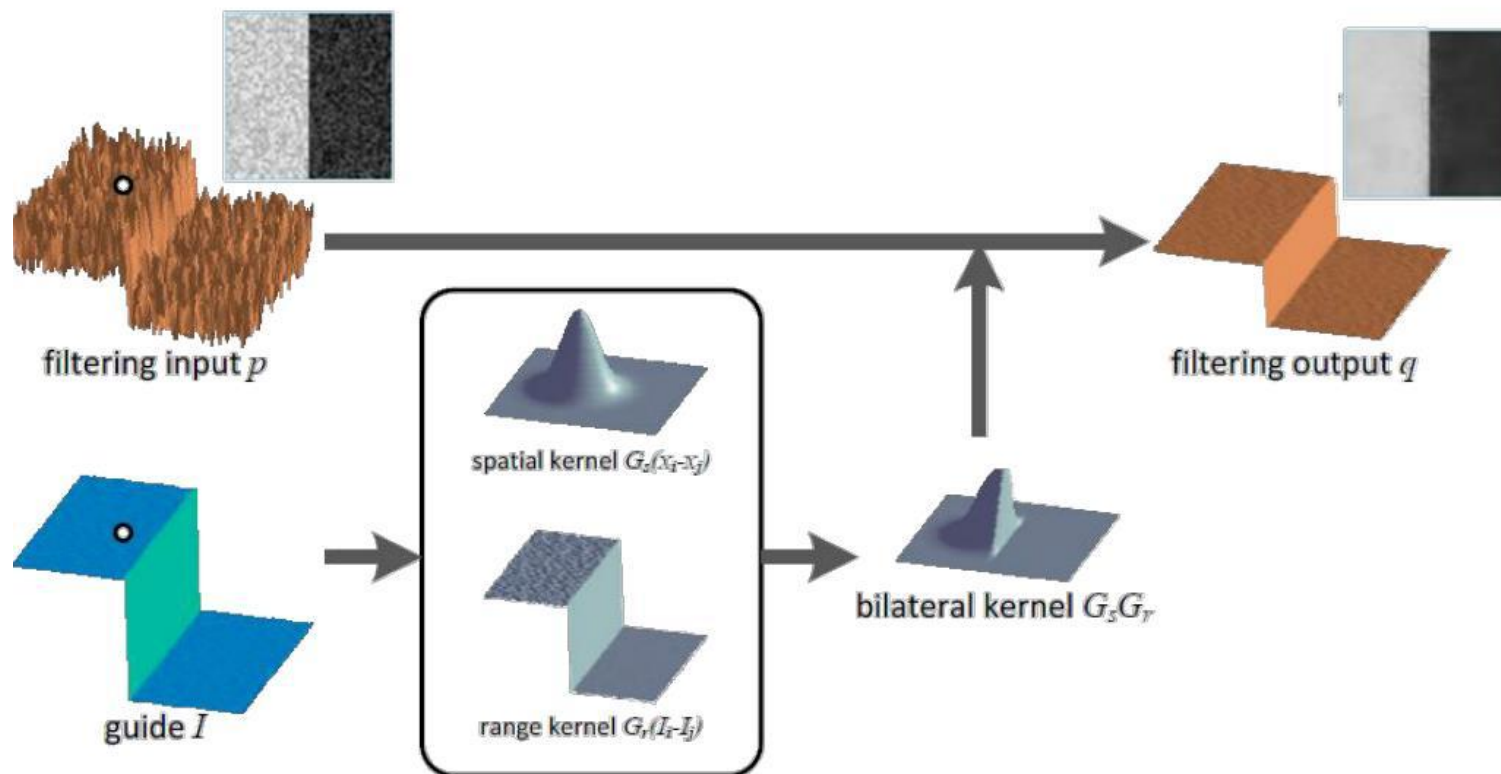 filtering input p
filtering output q
spatial kernel Gₛ(xᵢ-xⱼ)
bilateral kernel GₛGᵣ
guide I
range kernel Gᵣ(Iᵢ-Iⱼ)